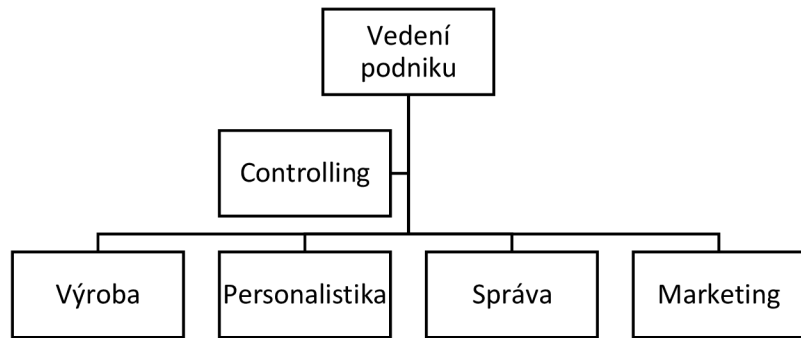 Vedení
podniku
Controlling
Výroba
Personalistika
Správa
Marketing